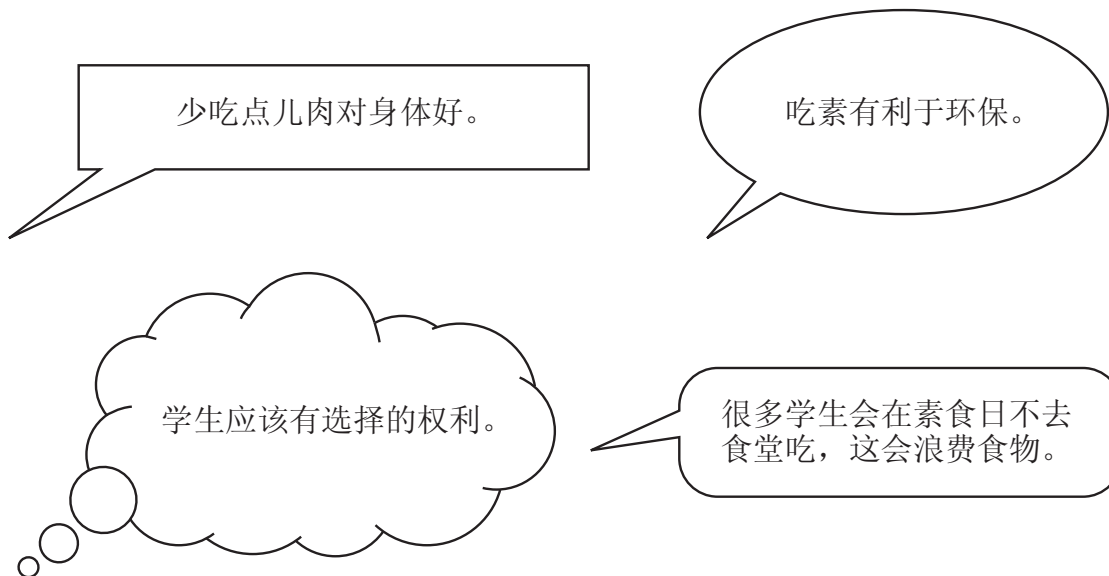 少吃点儿肉对身体好。
吃素有利于环保。
学生应该有选择的权利。
很多学生会在素食日不去
食堂吃，这会浪费食物。